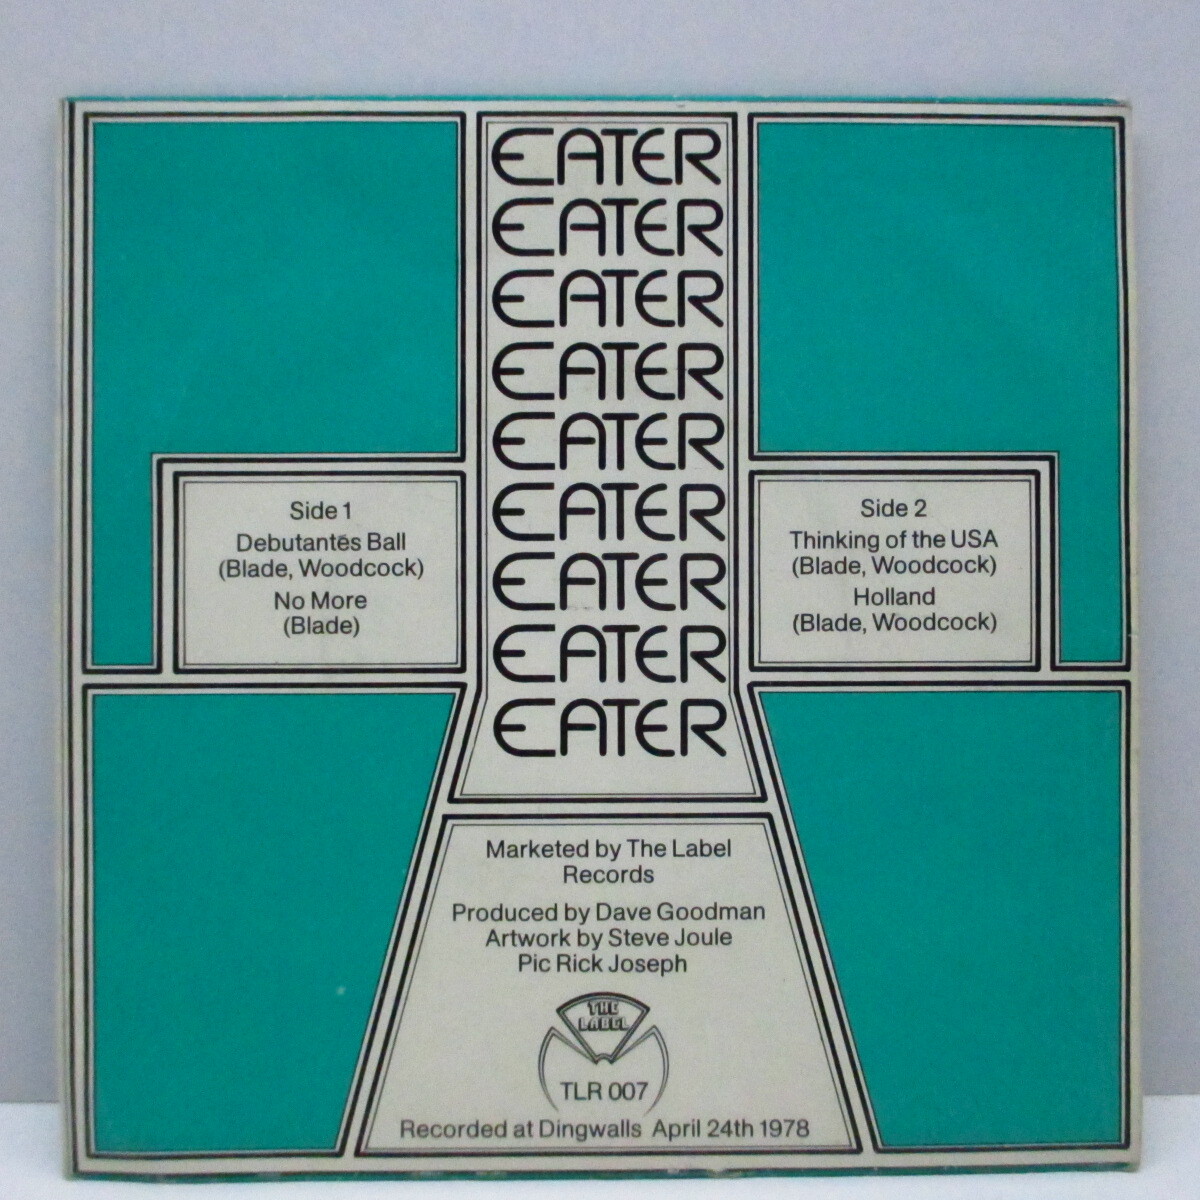 EATER
EATER
EATER
EATER
EATER
EATER
EATER
EATER
EATER
Side 1
Debutantes Ball
(Blade, Woodcock)
No More
(Blade)
Side 2
Thinking of the USA
(Blade, Woodcock)
Holland
(Blade, Woodcock)
Marketed by The Label
Records
Produced by Dave Goodman
Artwork by Steve Joule
Pic Rick Joseph
THE
LABEL
TLR 007
Recorded at Dingwalls April 24th 1978